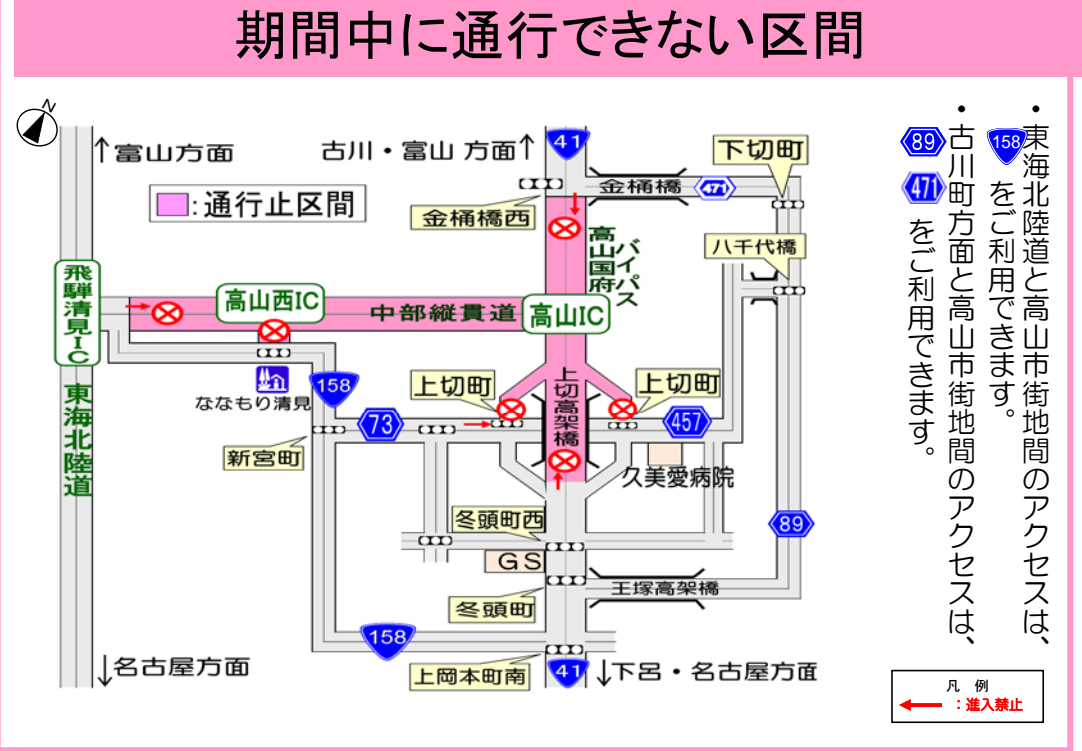 期間中に通行できない区間
N
↑富山方面
古川・富山 方面↑
41
下切町
:通行止区間
金桶橋
471
金桶橋西
高山国府
バイパス
八千代橋
飛騨清見IC
高山西IC
中部縦貫道
高山IC
東海北陸道
ななもり清見
158
上切町
上切高架橋
上切町
73
457
新宮町
久美愛病院
冬頭町西
89
GS
王塚高架橋
冬頭町
158
↓名古屋方面
上岡本町南
41
↓下呂・名古屋方面
・東海北陸道と高山市街地間のアクセスは、
158 をご利用できます。
・古川町方面と高山市街地間のアクセスは、
89 471 をご利用できます。
凡 例
←:進入禁止